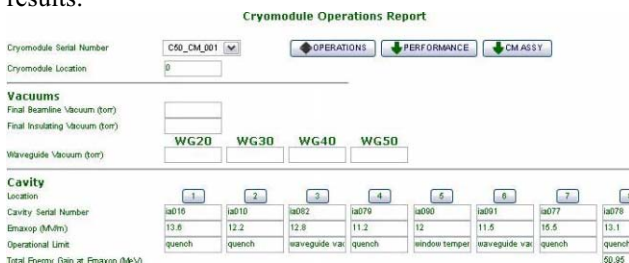 results.
Cryomodule Operations Report
Cryomodule Serial Number C50_CM_001 OPERATIONS PERFORMANCE CM ASSY
Cryomodule Location 0
Vacuums
Final Beamline Vacuum (torr)
Final Insulating Vacuum (torr)
WG20 WG30 WG40 WG50
Waveguide Vacuum (torr)
Cavity
Location 1 2 3 4 5 6 7
Cavity Serial Number ia016 ia010 ia082 ia079 ia090 ia091 ia077 ia078
Emaxop (MV/m) 13.6 12.2 12.8 11.2 12 11.5 15.5 13.1
Operational Limit quench quench waveguide vac quench window temper waveguide vac quench quench
Total Energy Gain at Emaxop (MeV) 50.95